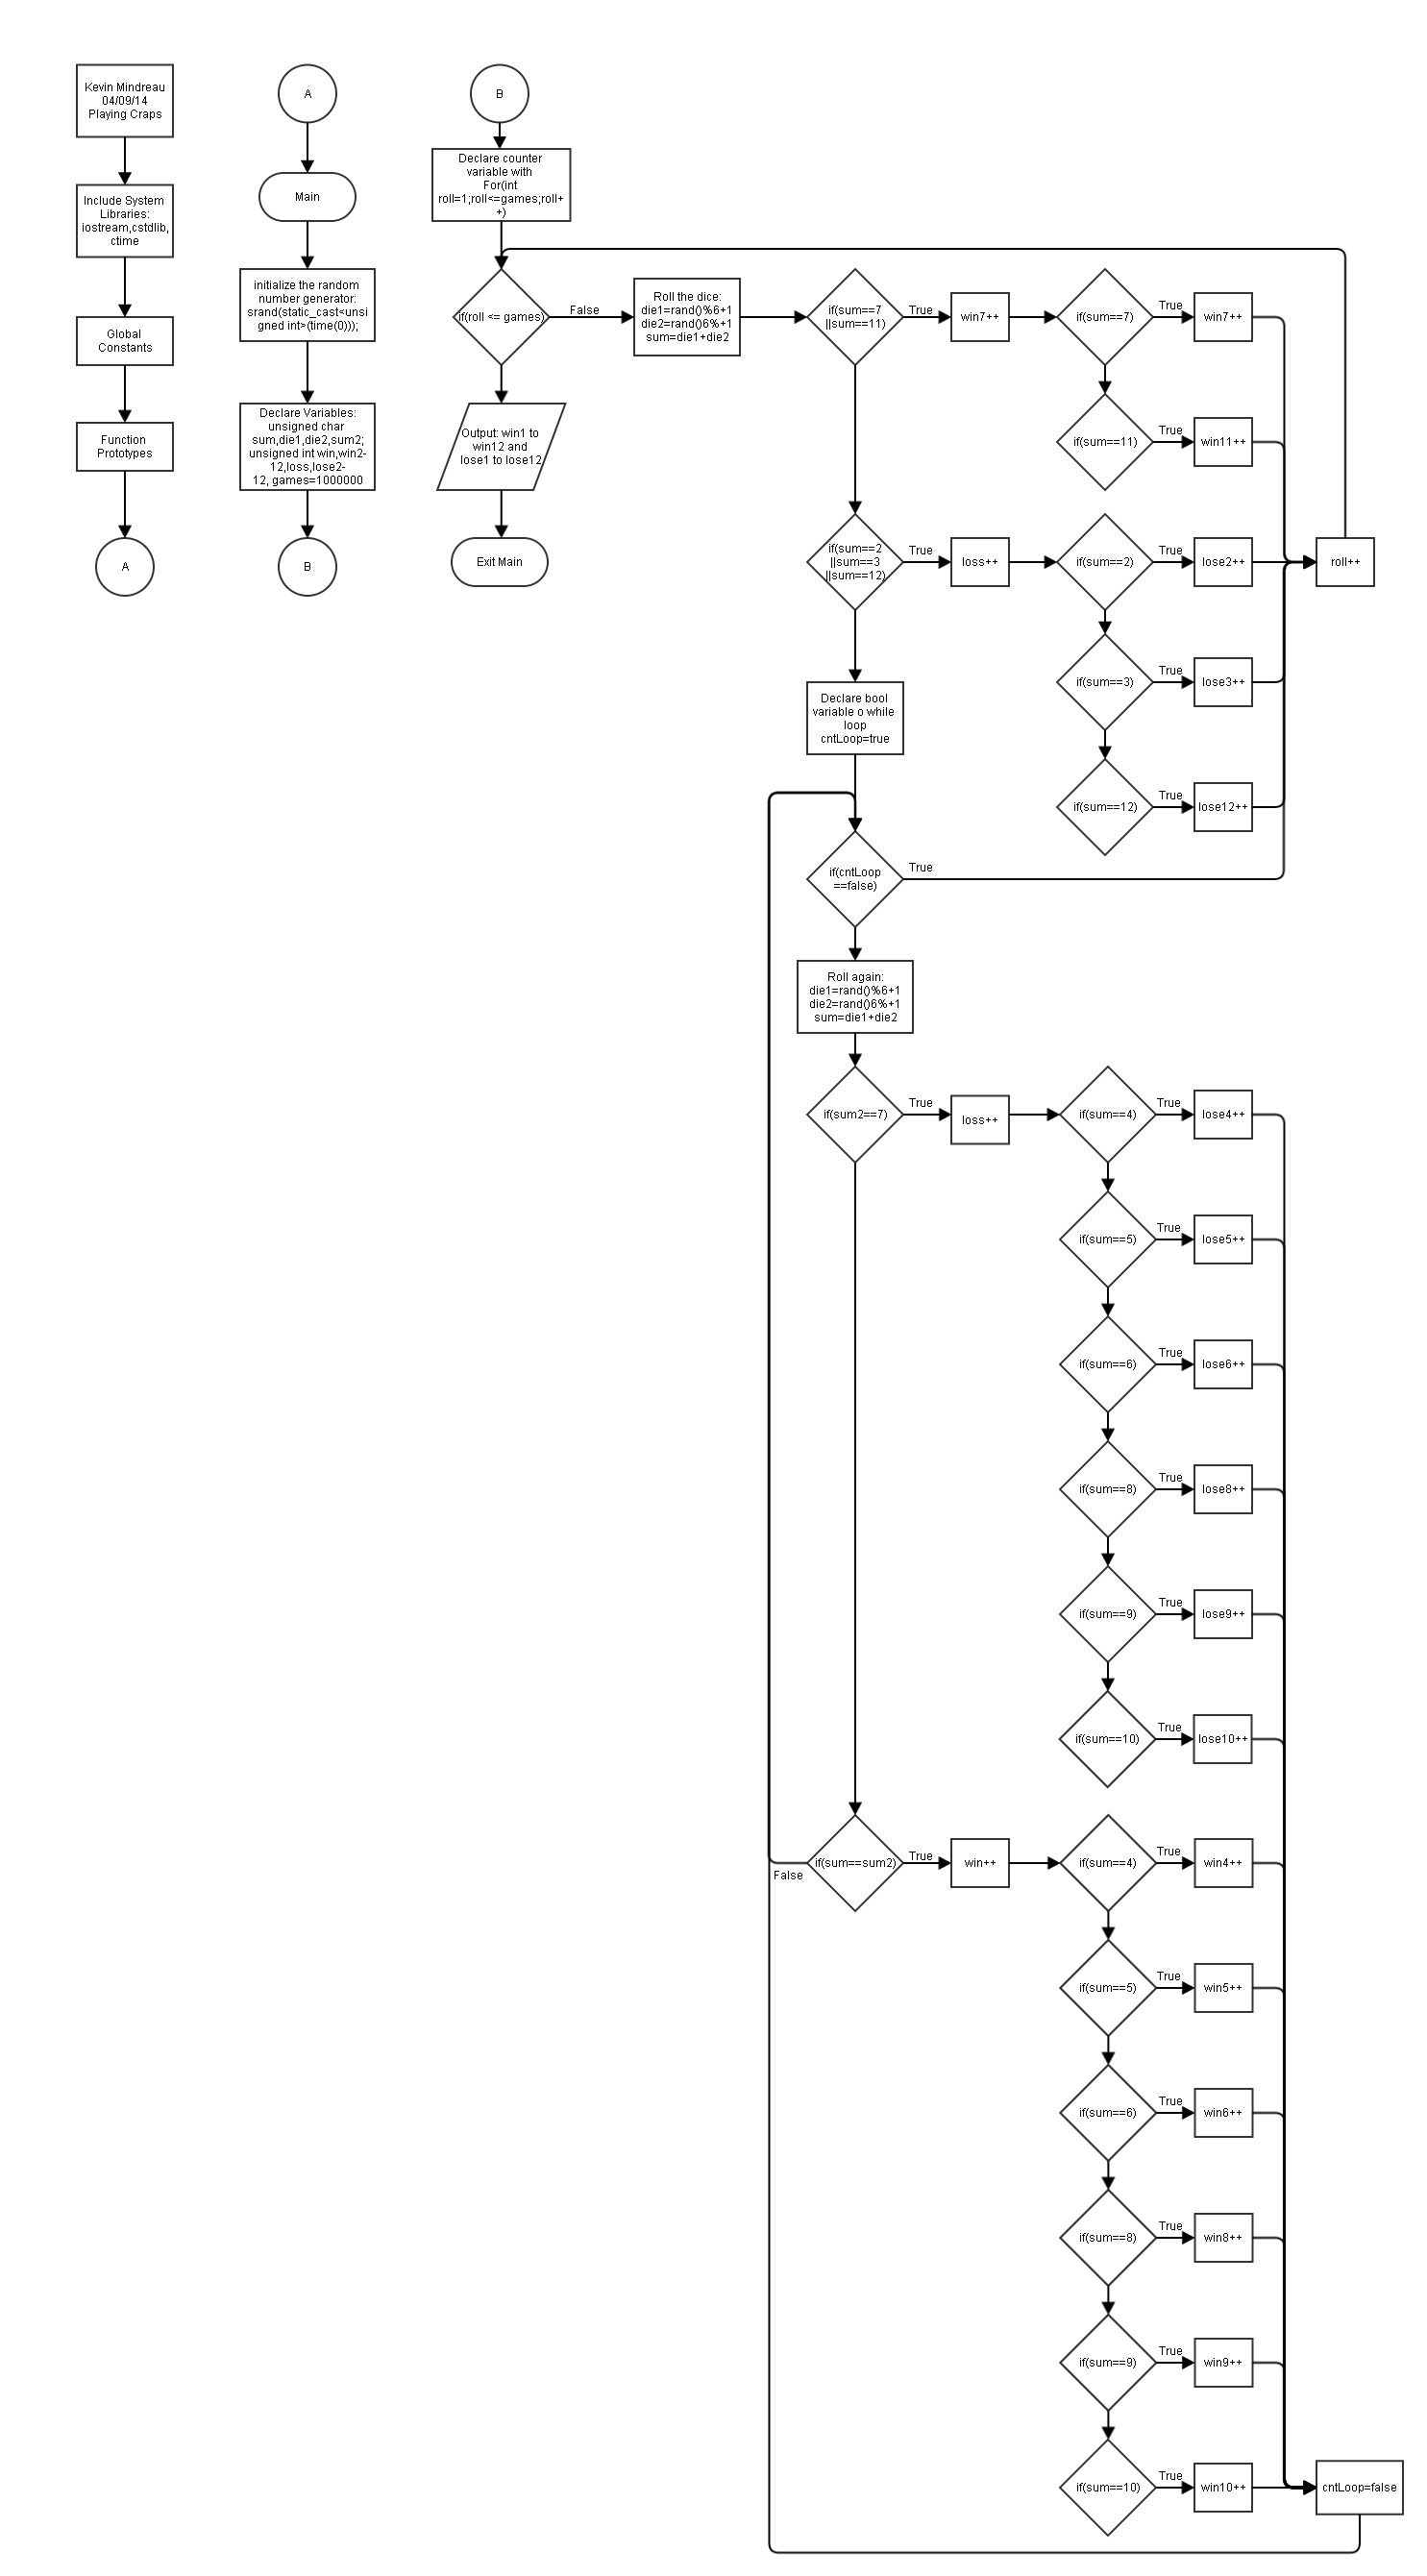 Kevin Mindreau
04/09/14
Playing Craps
Include System
Libraries:
iostream,cstdlib,
ctime
Global
Constants
Function
Prototypes
A
A
Main
initialize the random
number generator:
srand(static_cast<unsi
gned int>(time(0)));
Declare Variables:
unsigned char
sum,die1,die2,sum2;
unsigned int win,win2-
12,loss,lose2-
12, games=1000000
B
B
Declare counter
variable with
For(int
roll=1;roll<=games;roll+
+)
if(roll <= games)
False
Output: win1 to
win12 and
lose1 to lose12
Exit Main
Roll the dice:
die1=rand()%6+1
die2=rand()6%+1
sum=die1+die2
if(sum==7
||sum==11)
True
win7++
if(sum==7)
True
win7++
if(sum==11)
True
win11++
if(sum==2
||sum==3
||sum==12)
True
loss++
if(sum==2)
True
lose2++
roll++
if(sum==3)
True
lose3++
if(sum==12)
True
lose12++
Declare bool
variable o while
loop
cntLoop=true
if(cntLoop
==false)
True
Roll again:
die1=rand()%6+1
die2=rand()6%+1
sum=die1+die2
if(sum2==7)
True
loss++
if(sum==4)
True
lose4++
if(sum==5)
True
lose5++
if(sum==6)
True
lose6++
if(sum==8)
True
lose8++
if(sum==9)
True
lose9++
if(sum==10)
True
lose10++
if(sum==sum2)
False
True
win++
if(sum==4)
True
win4++
if(sum==5)
True
win5++
if(sum==6)
True
win6++
if(sum==8)
True
win8++
if(sum==9)
True
win9++
if(sum==10)
True
win10++
cntLoop=false